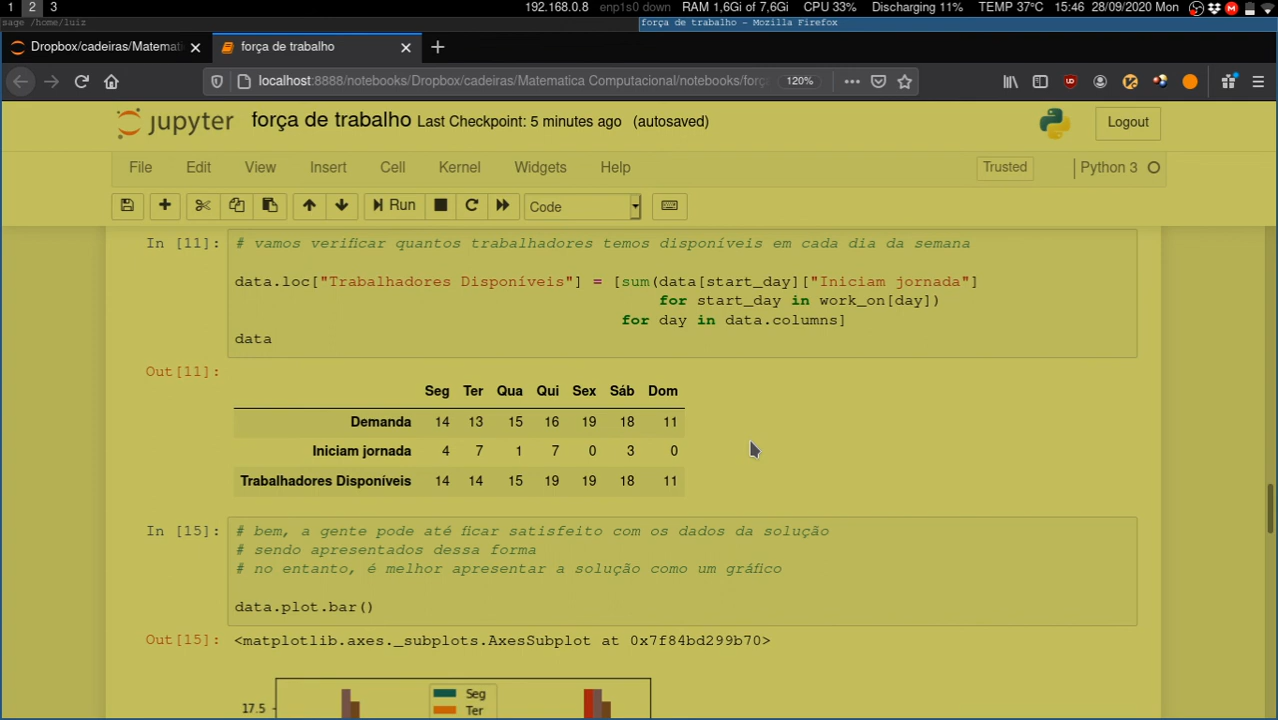 1 2 3 192.168.0.8 enp1s0 down RAM 1,6Gi of 7,6Gi CPU 33% Discharging 11% TEMP 37°C 15:46 28/09/2020 Mon
sage /home/luiz força de trabalho - Mozilla Firefox
Dropbox/cadeiras/Matemati força de trabalho
localhost:8888/notebooks/Dropbox/cadeiras/Matematica Computacional/notebooks/forç 120%
jupyter força de trabalho Last Checkpoint: 5 minutes ago (autosaved) Logout
File Edit View Insert Cell Kernel Widgets Help Trusted Python 3
Run Code
In [11]: # vamos verificar quantos trabalhadores temos disponíveis em cada dia da semana
data.loc["Trabalhadores Disponíveis"] = [sum(data[start_day]["Iniciam jornada"]
for start_day in work_on[day])
for day in data.columns]
data
Out[11]:
Seg Ter Qua Qui Sex Sáb Dom
Demanda 14 13 15 16 19 18 11
Iniciam jornada 4 7 1 7 0 3 0
Trabalhadores Disponíveis 14 14 15 19 19 18 11
In [15]: # bem, a gente pode até ficar satisfeito com os dados da solução
# sendo apresentados dessa forma
# no entanto, é melhor apresentar a solução como um gráfico
data.plot.bar()
Out[15]: <matplotlib.axes._subplots.AxesSubplot at 0x7f84bd299b70>
Seg
17.5 Ter